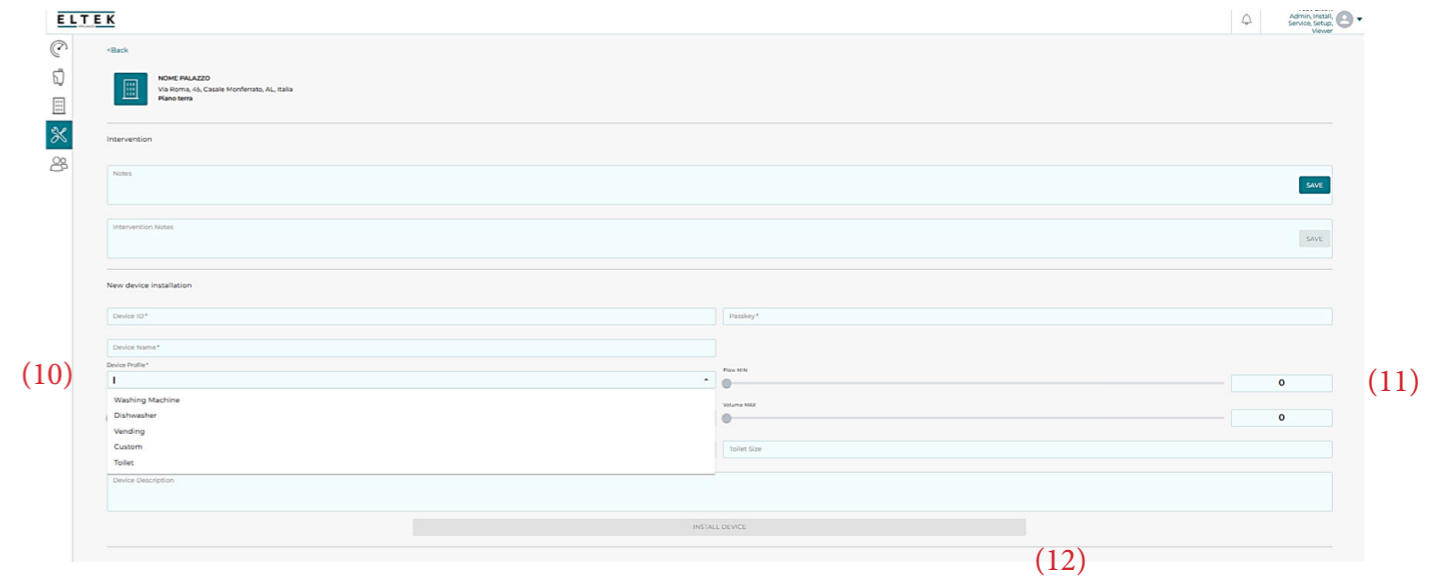 ELTEK
Admin, Install,
Service, Setup,
Viewer
<Back
NOME PALAZZO
Via Roma, 45, Casale Monferrato, AL, Italia
Piano terra
Intervention
Notes
SAVE
Intervention Notes
SAVE
New device installation
Device ID*
Passkey*
Device Name*
Device Profile*
Flow MIN
(10)
0
(11)
Washing Machine
Volume MAX
Dishwasher
0
Vending
Custom
Toilet Size
Toilet
Device Description
INSTALL DEVICE
(12)